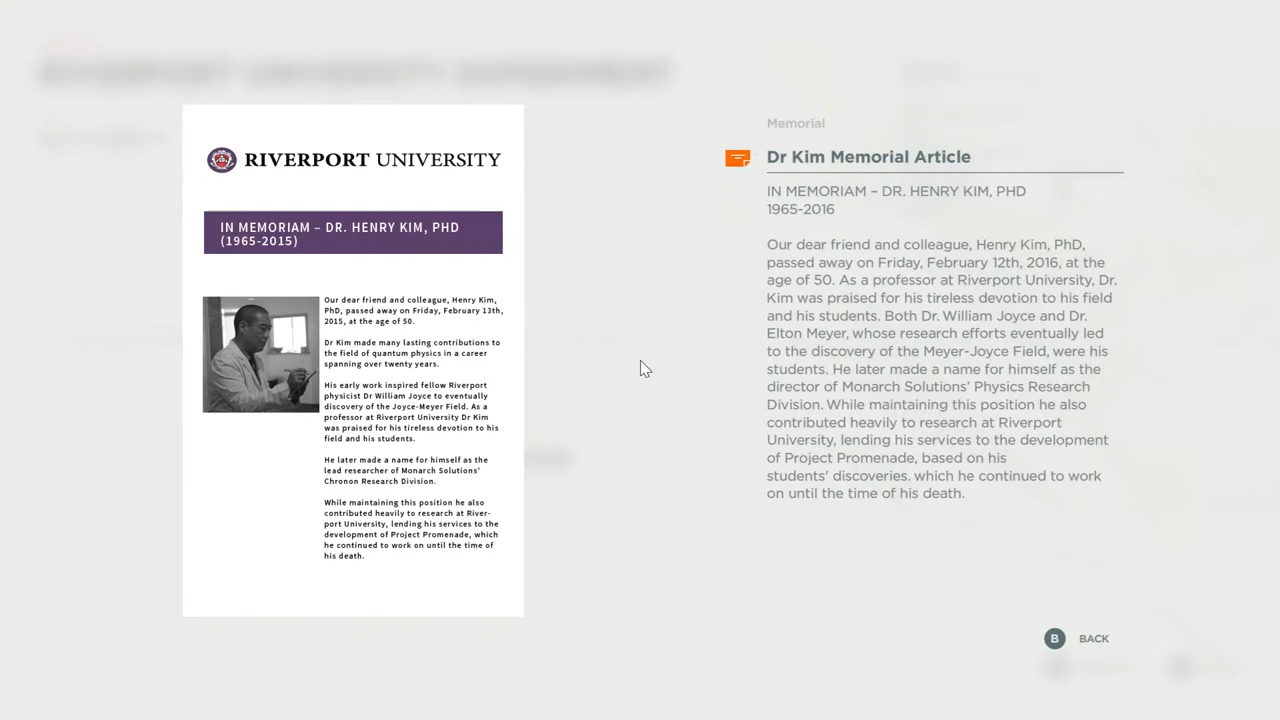 RIVERPORT UNIVERSITY EXPERIMENT
RIVERPORT UNIVERSITY
IN MEMORIAM – DR. HENRY KIM, PHD
(1965-2015)
Our dear friend and colleague, Henry Kim,
PhD, passed away on Friday, February 13th,
2015, at the age of 50.
Dr Kim made many lasting contributions to
the field of quantum physics in a career
spanning over twenty years.
His early work inspired fellow Riverport
physicist Dr William Joyce to eventually
discovery of the Joyce-Meyer Field. As a
professor at Riverport University Dr Kim
was praised for his tireless devotion to his
field and his students.
He later made a name for himself as the
lead researcher of Monarch Solutions'
Chronon Research Division.
While maintaining this position he also
contributed heavily to research at River-
port University, lending his services to the
development of Project Promenade, which
he continued to work on until the time of
his death.
Memorial
Dr Kim Memorial Article
IN MEMORIAM – DR. HENRY KIM, PHD
1965-2016
Our dear friend and colleague, Henry Kim, PhD,
passed away on Friday, February 12th, 2016, at the
age of 50. As a professor at Riverport University, Dr.
Kim was praised for his tireless devotion to his field
and his students. Both Dr. William Joyce and Dr.
Elton Meyer, whose research efforts eventually led
to the discovery of the Meyer-Joyce Field, were his
students. He later made a name for himself as the
director of Monarch Solutions' Physics Research
Division. While maintaining this position he also
contributed heavily to research at Riverport
University, lending his services to the development
of Project Promenade, based on his
students' discoveries. which he continued to work
on until the time of his death.
B BACK